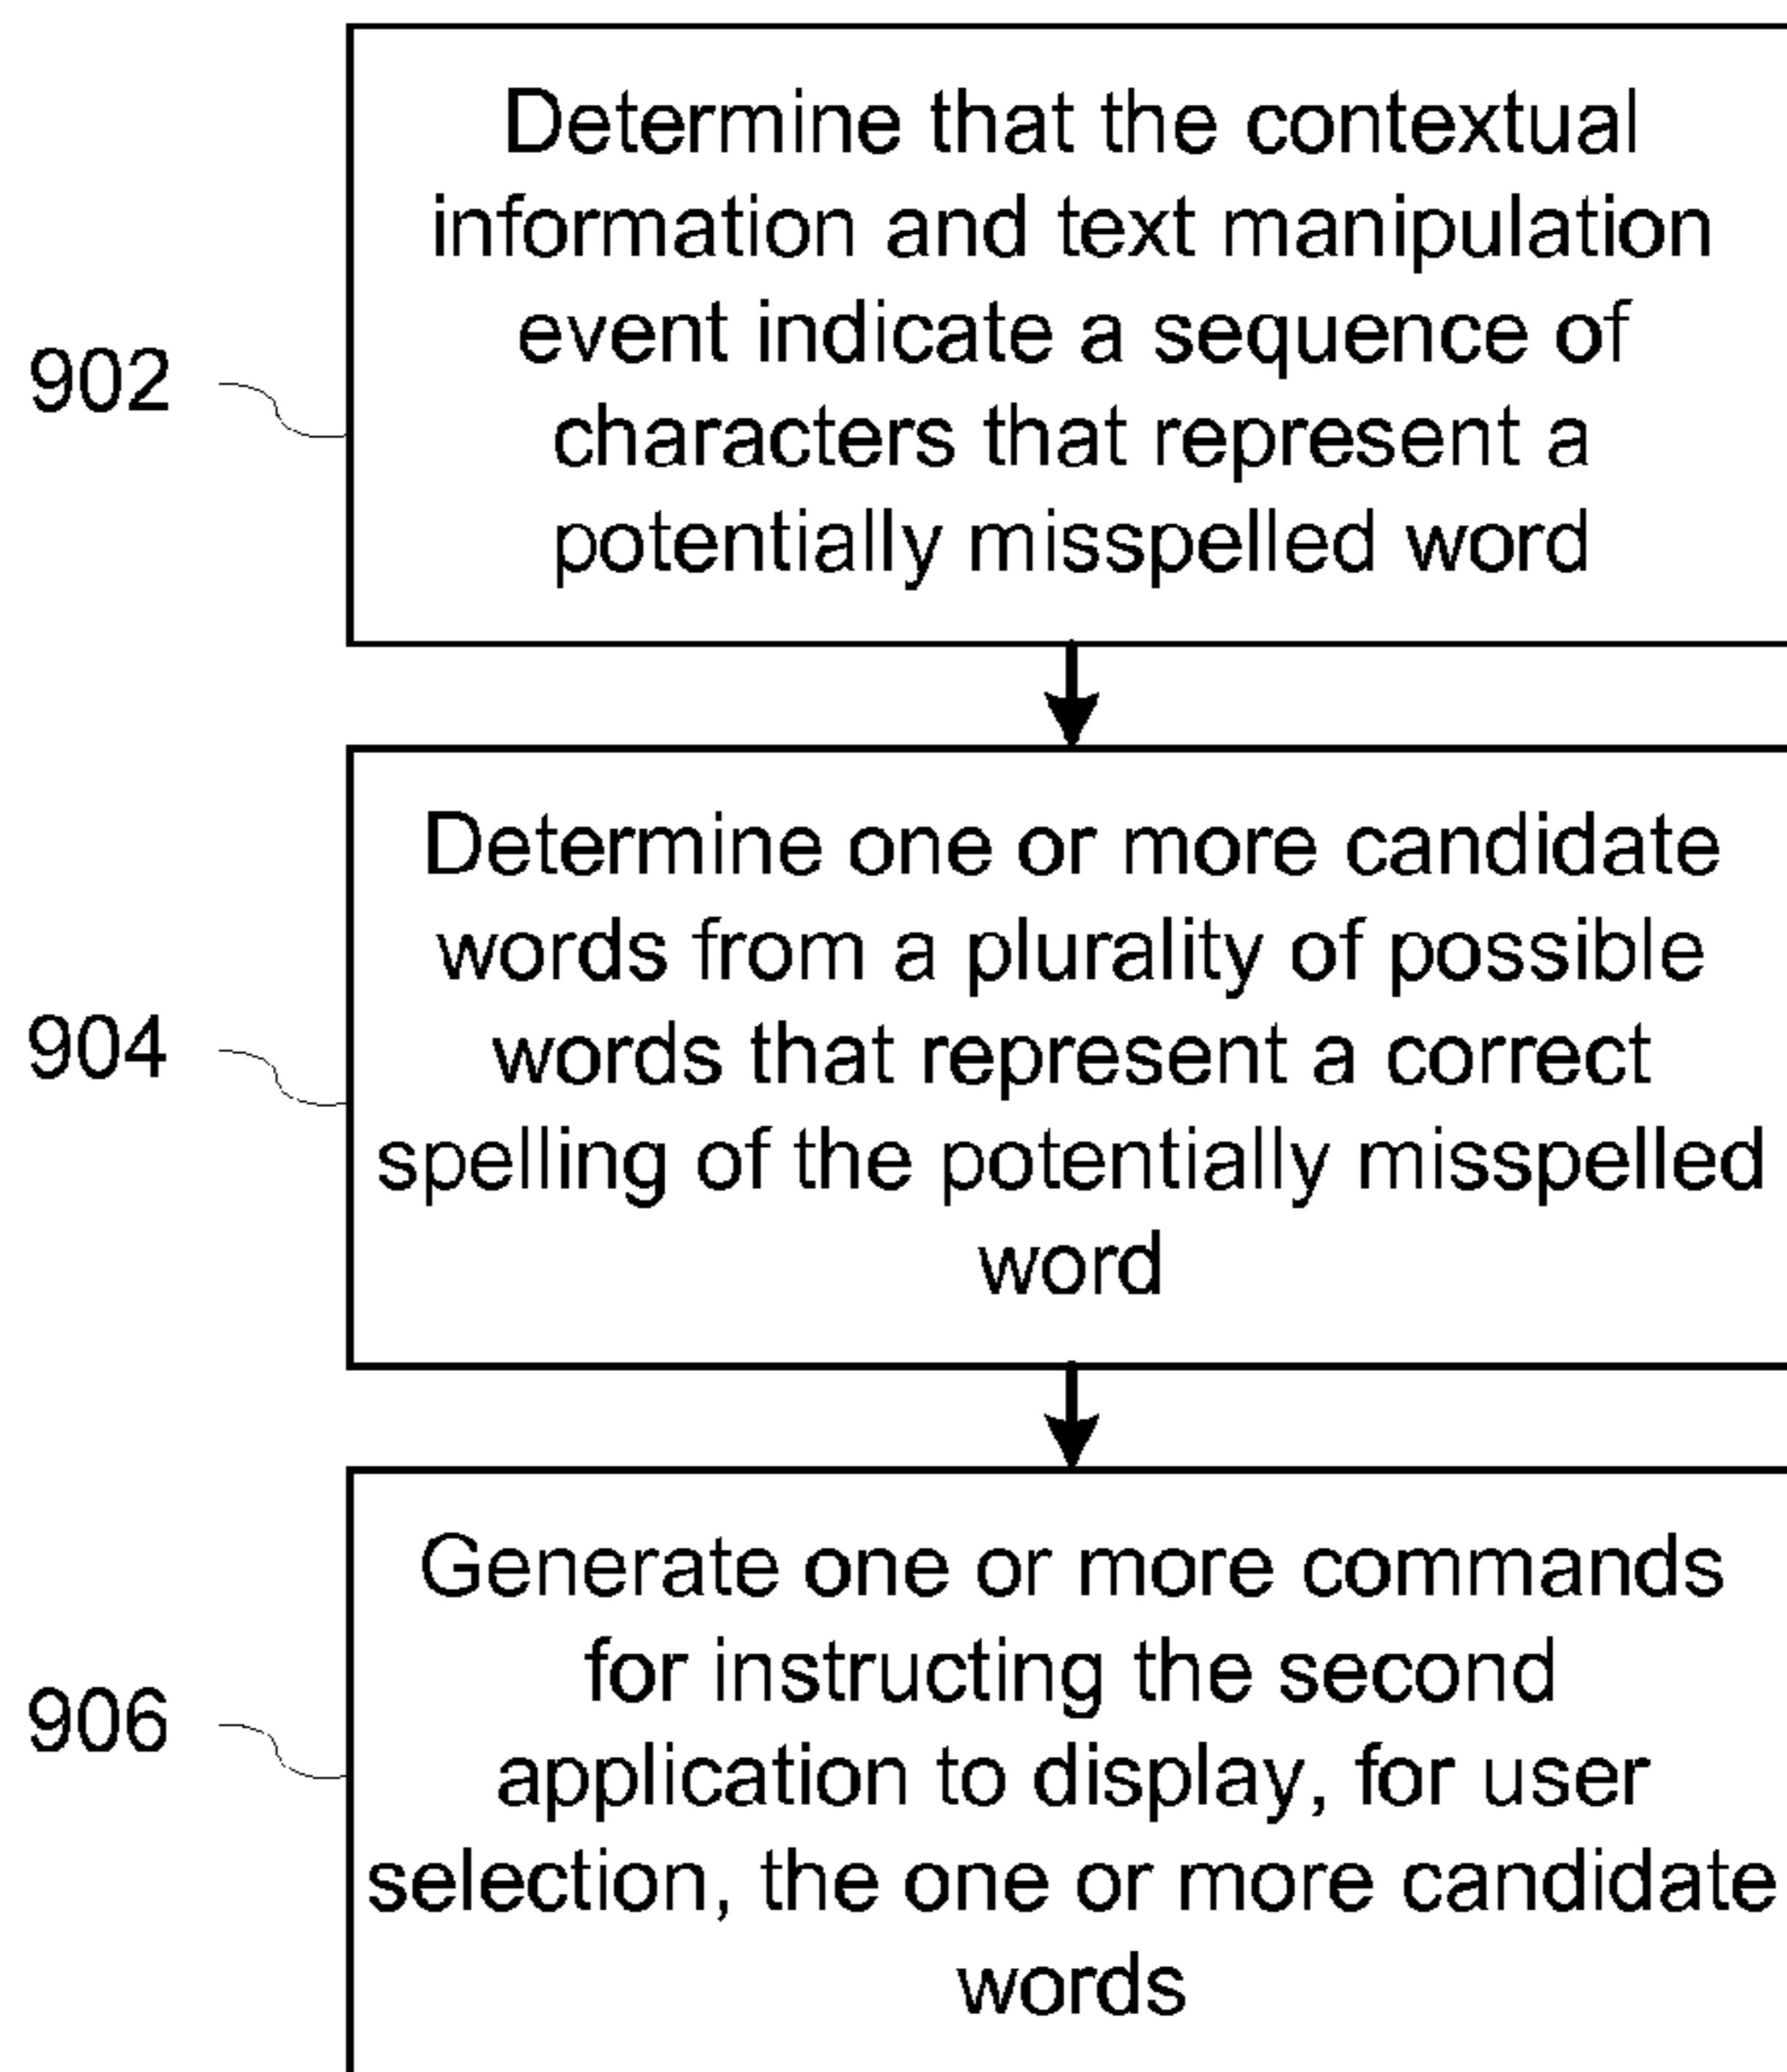 Determine that the contextual
information and text manipulation
event indicate a sequence of
characters that represent a
potentially misspelled word
902
Determine one or more candidate
words from a plurality of possible
words that represent a correct
spelling of the potentially misspelled
word
904
Generate one or more commands
for instructing the second
application to display, for user
selection, the one or more candidate
words
906